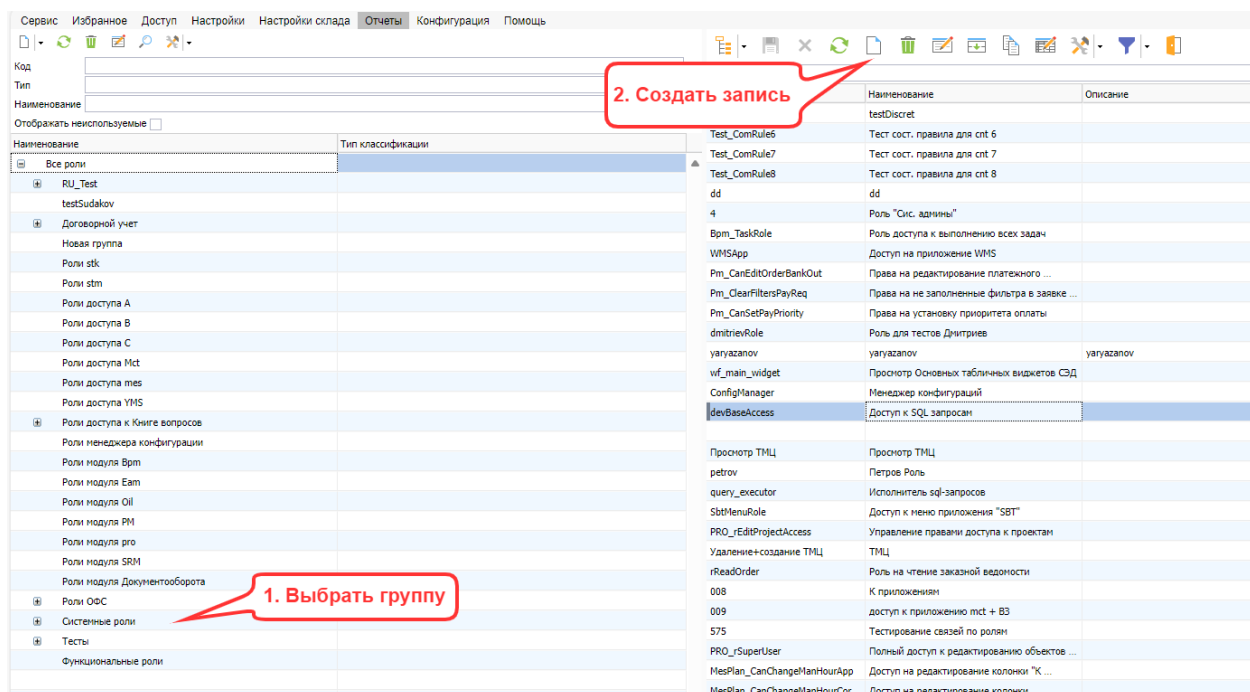 Сервис Избранное Доступ Настройки Настройки склада Отчеты Конфигурация Помощь
Код
Тип
Наименование
Отображать неиспользуемые
Наименование Тип классификации
Все роли
RU_Test
testSudakov
Договорной учет
Новая группа
Роли stk
Роли stm
Роли доступа A
Роли доступа B
Роли доступа C
Роли доступа Mct
Роли доступа mes
Роли доступа YMS
Роли доступа к Книге вопросов
Роли менеджера конфигурации
Роли модуля Bpm
Роли модуля Eam
Роли модуля Oil
Роли модуля PM
Роли модуля pro
Роли модуля SRM
Роли модуля Документооборота
Роли ОФС
Системные роли
Тесты
Функциональные роли
1. Выбрать группу
2. Создать запись
Наименование Описание
testDiscret
Test_ComRule6 Тест сост. правила для cnt 6
Test_ComRule7 Тест сост. правила для cnt 7
Test_ComRule8 Тест сост. правила для cnt 8
dd dd
4 Роль "Сис. админы"
Bpm_TaskRole Роль доступа к выполнению всех задач
WMSApp Доступ на приложение WMS
Pm_CanEditOrderBankOut Права на редактирование платежного ...
Pm_ClearFiltersPayReq Права на не заполненные фильтра в заявке ...
Pm_CanSetPayPriority Права на установку приоритета оплаты
dmitrievRole Роль для тестов Дмитриев
yaryazanov yaryazanov yaryazanov
wf_main_widget Просмотр Основных табличных виджетов СЭД
ConfigManager Менеджер конфигураций
devBaseAccess Доступ к SQL запросам
Просмотр ТМЦ Просмотр ТМЦ
petrov Петров Роль
query_executor Исполнитель sql-запросов
SbtMenuRole Доступ к меню приложения "SBT"
PRO_rEditProjectAccess Управление правами доступа к проектам
Удаление+создание ТМЦ ТМЦ
rReadOrder Роль на чтение заказной ведомости
008 К приложениям
009 доступ к приложению mct + ВЗ
575 Тестирование связей по ролям
PRO_rSuperUser Полный доступ к редактированию объектов ...
MesPlan_CanChangeManHourApp Доступ на редактирование колонки "К ...
MesPlan_CanChangeManHourCor Доступ на редактирование колонки